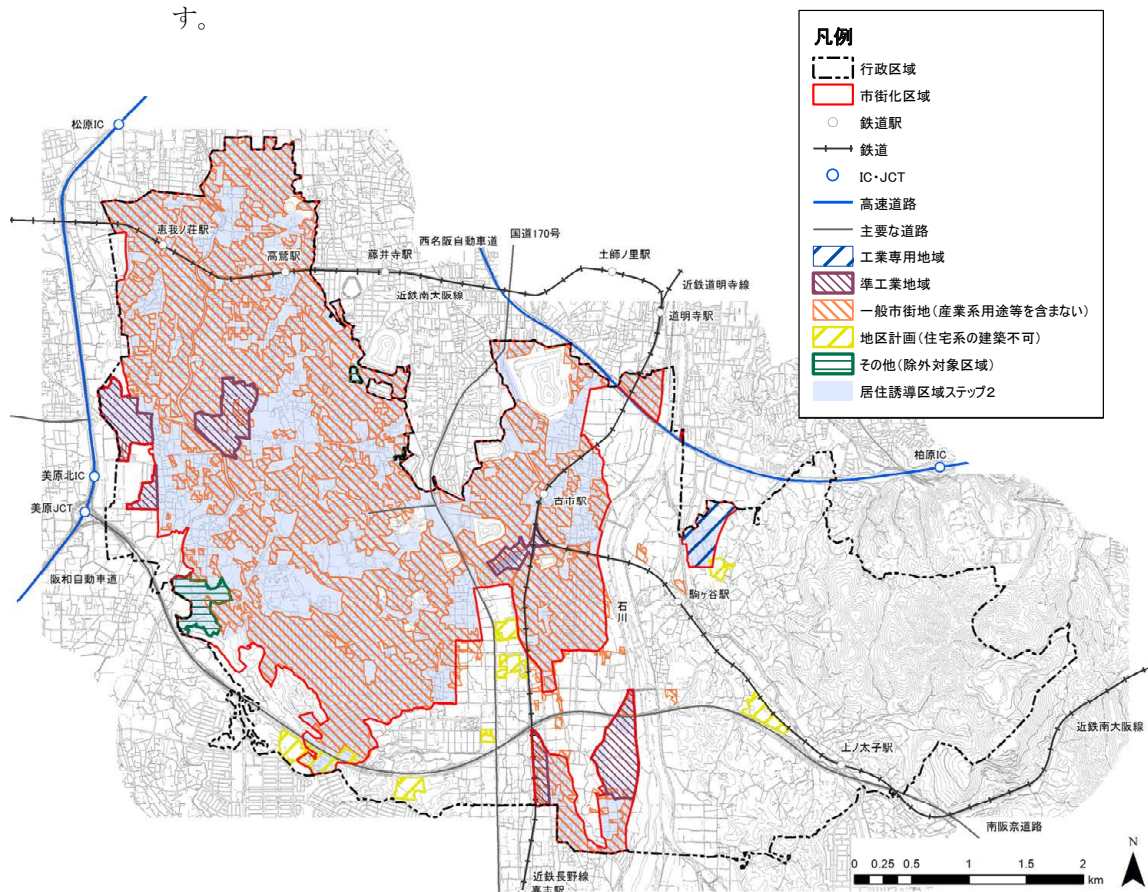 す。
凡例
行政区域
市街化区域
鉄道駅
鉄道
IC・JCT
高速道路
主要な道路
工業専用地域
準工業地域
一般市街地(産業系用途等を含まない)
地区計画(住宅系の建築不可)
その他(除外対象区域)
居住誘導区域ステップ2
松原IC
恵我ノ荘駅
高鷲駅
藤井寺駅
西名阪自動車道
国道170号
土師ノ里駅
近鉄道明寺線
近鉄南大阪線
道明寺駅
柏原IC
美原北IC
美原JCT
古市駅
阪和自動車道
駒ヶ谷駅
石川
近鉄南大阪線
上ノ太子駅
南阪奈道路
近鉄長野線
喜志駅
N
0 0.25 0.5 1 1.5 2
km